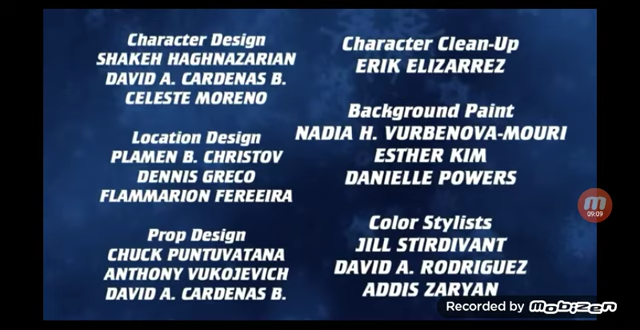 Character Design
SHAKEH HAGHNAZARIAN
DAVID A. CARDENAS B.
CELESTE MORENO
Location Design
PLAMEN B. CHRISTOV
DENNIS GRECO
FLAMMARION FEREEIRA
Prop Design
CHUCK PUNTUVATANA
ANTHONY VUKOJEVICH
DAVID A. CARDENAS B.
Character Clean-Up
ERIK ELIZARREZ
Background Paint
NADIA H. VURBENOVA-MOURI
ESTHER KIM
DANIELLE POWERS
Color Stylists
JILL STIRDIVANT
DAVID A. RODRIGUEZ
ADDIS ZARYAN
09:09
Recorded by mobizen